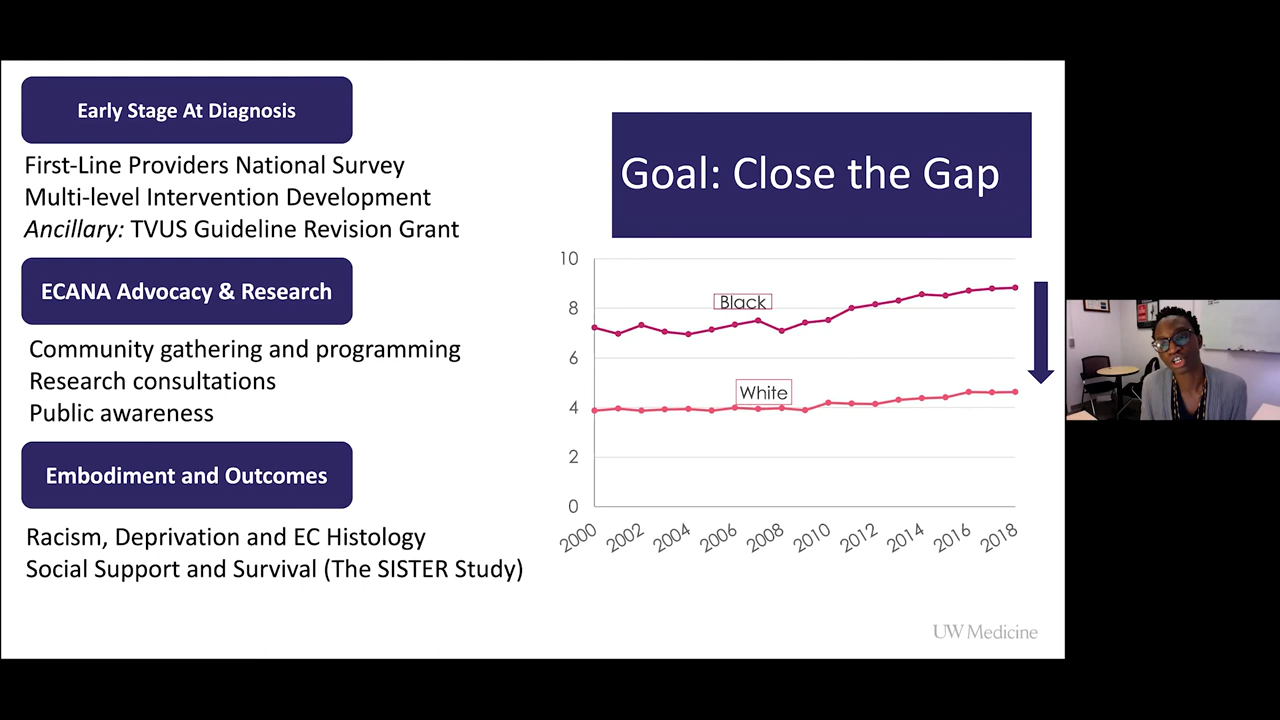 Early Stage At Diagnosis
First-Line Providers National Survey
Multi-level Intervention Development
Ancillary: TVUS Guideline Revision Grant
ECANA Advocacy & Research
Community gathering and programming
Research consultations
Public awareness
Embodiment and Outcomes
Racism, Deprivation and EC Histology
Social Support and Survival (The SISTER Study)
Goal: Close the Gap
10
8
6
4
2
0
Black
White
2000 2002 2004 2006 2008 2010 2012 2014 2016 2018
UW Medicine